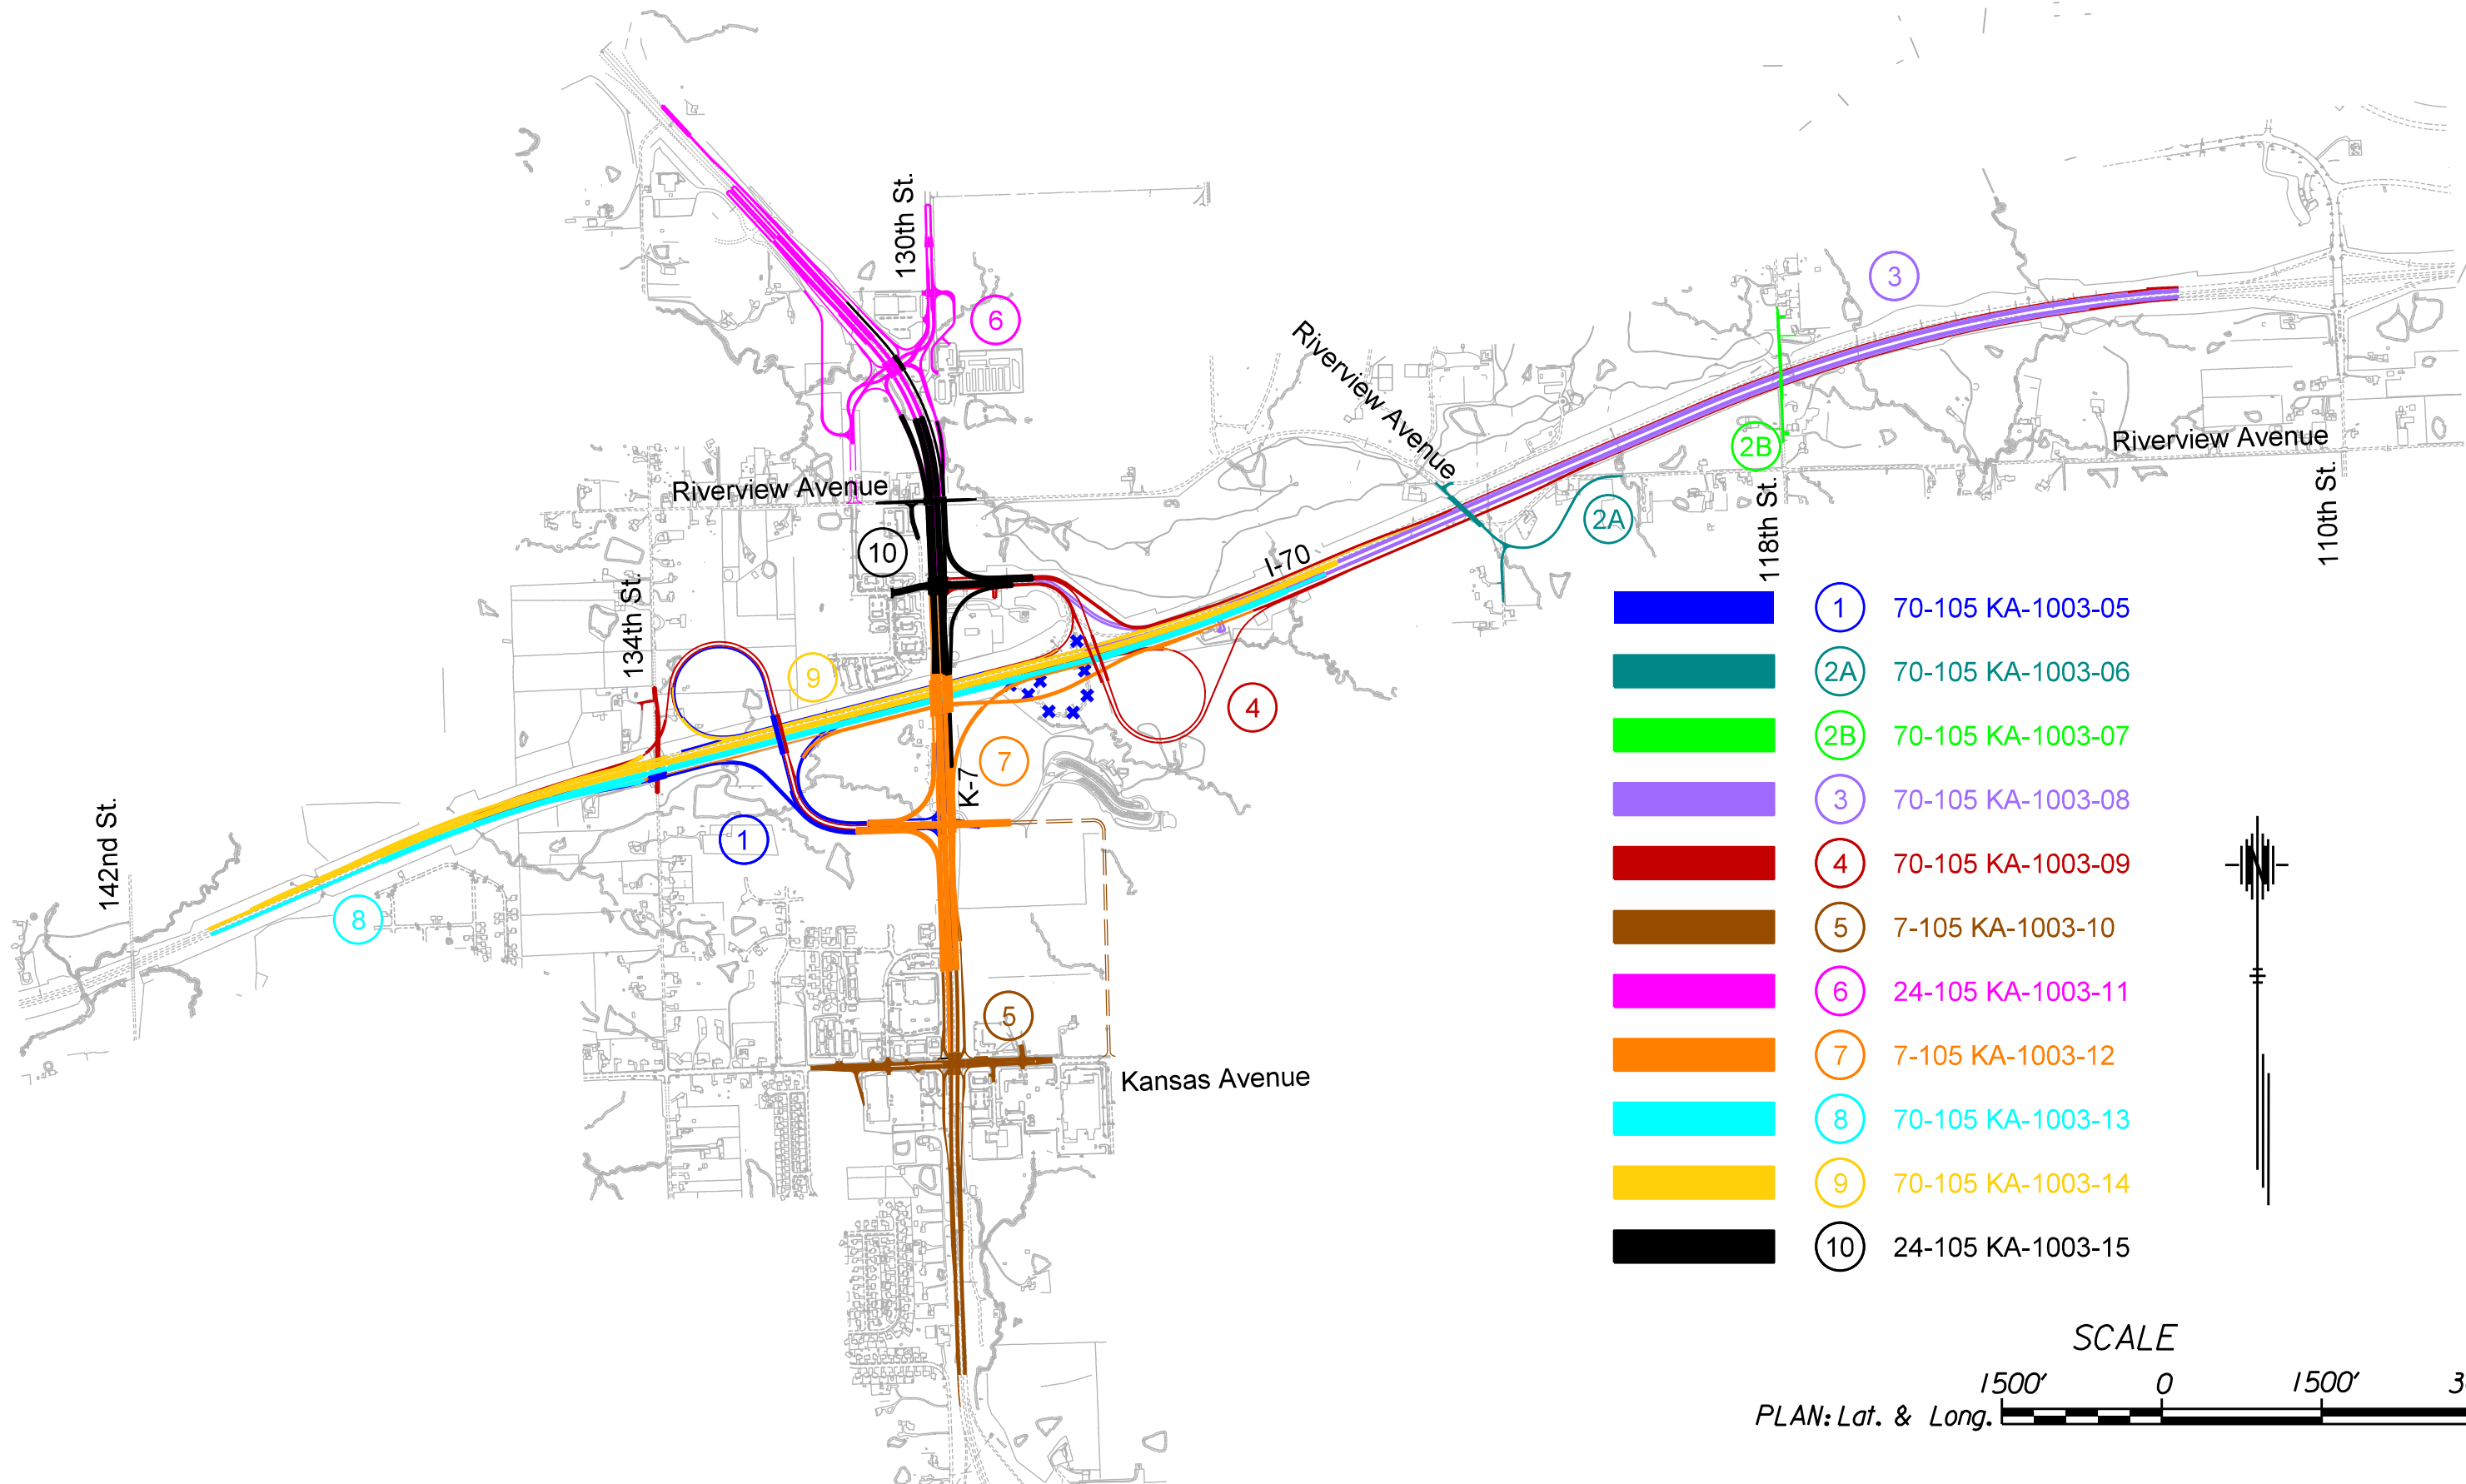 130th St.
6
3
Riverview Avenue
2B
Riverview Avenue
Riverview Avenue
2A
118th St.
110th St.
10
I-70
134th St.
9
4
7
K-7
1
142nd St.
8
5
Kansas Avenue
1 70-105 KA-1003-05
2A 70-105 KA-1003-06
2B 70-105 KA-1003-07
3 70-105 KA-1003-08
4 70-105 KA-1003-09
5 7-105 KA-1003-10
6 24-105 KA-1003-11
7 7-105 KA-1003-12
8 70-105 KA-1003-13
9 70-105 KA-1003-14
10 24-105 KA-1003-15
N
SCALE
1500' 0 1500' 3
PLAN: Lat. & Long.